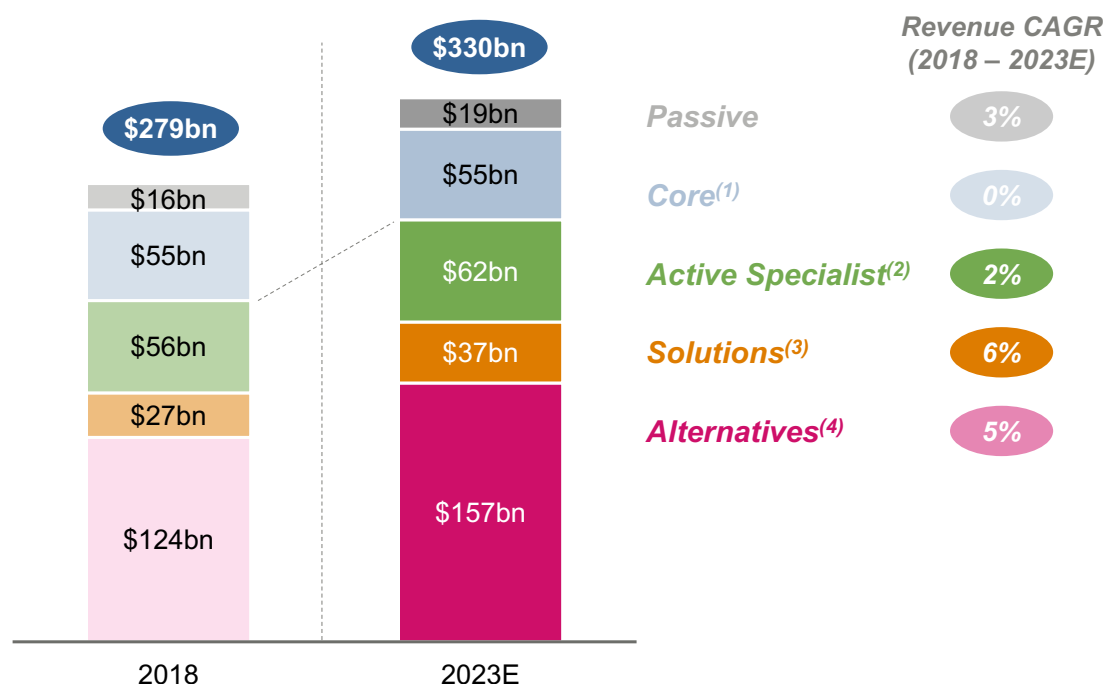 Revenue CAGR
(2018 – 2023E)
$279bn
$16bn
$55bn
$56bn
$27bn
$124bn
2018
$330bn
$19bn
$55bn
$62bn
$37bn
$157bn
2023E
Passive 3%
Core(1) 0%
Active Specialist(2) 2%
Solutions(3) 6%
Alternatives(4) 5%